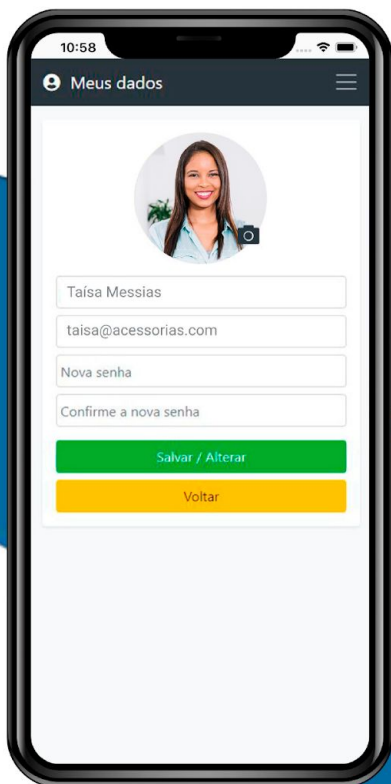 10:58
Meus dados
Taísa Messias
taisa@acessorias.com
Nova senha
Confirme a nova senha
Salvar / Alterar
Voltar